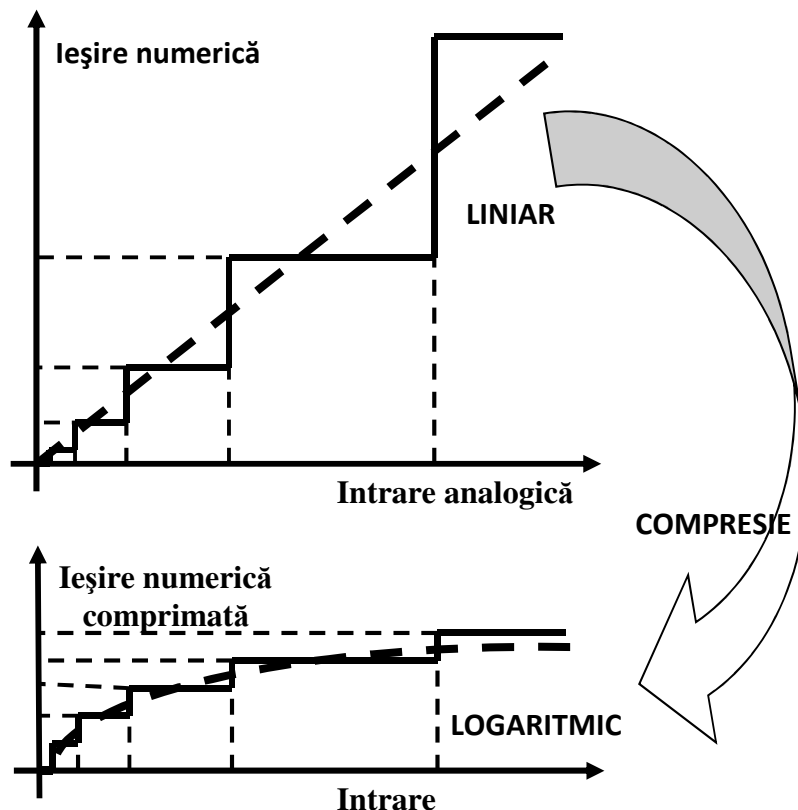 Ieşire numerică
LINIAR
Intrare analogică
COMPRESIE
Ieşire numerică
comprimată
LOGARITMIC
Intrare